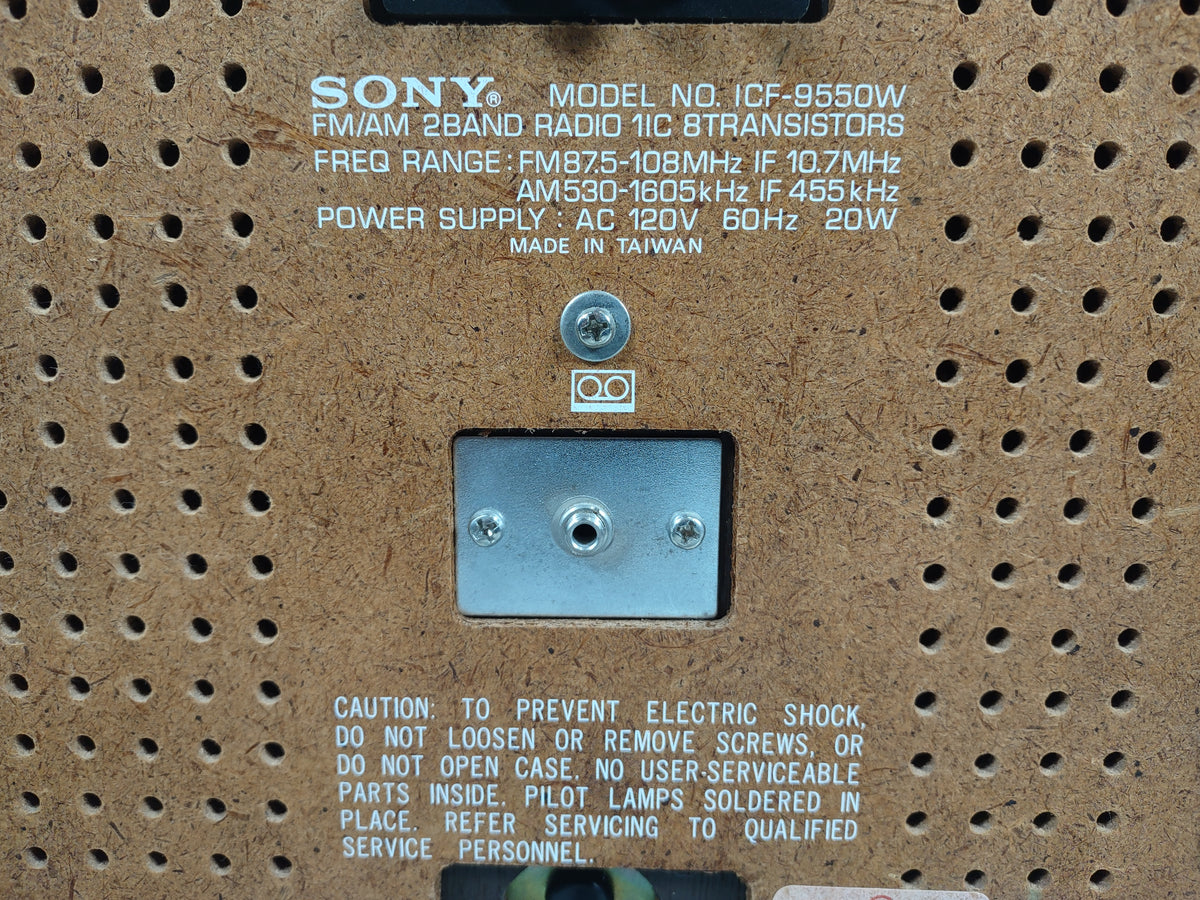 SONY® MODEL NO. ICF-9550W
FM/AM 2BAND RADIO 1IC 8TRANSISTORS
FREQ RANGE: FM87.5-108MHz IF 10.7MHz
AM530-1605kHz IF 455kHz
POWER SUPPLY: AC 120V 60Hz 20W
MADE IN TAIWAN
CAUTION: TO PREVENT ELECTRIC SHOCK,
DO NOT LOOSEN OR REMOVE SCREWS, OR
DO NOT OPEN CASE. NO USER-SERVICEABLE
PARTS INSIDE. PILOT LAMPS SOLDERED IN
PLACE. REFER SERVICING TO QUALIFIED
SERVICE PERSONNEL.